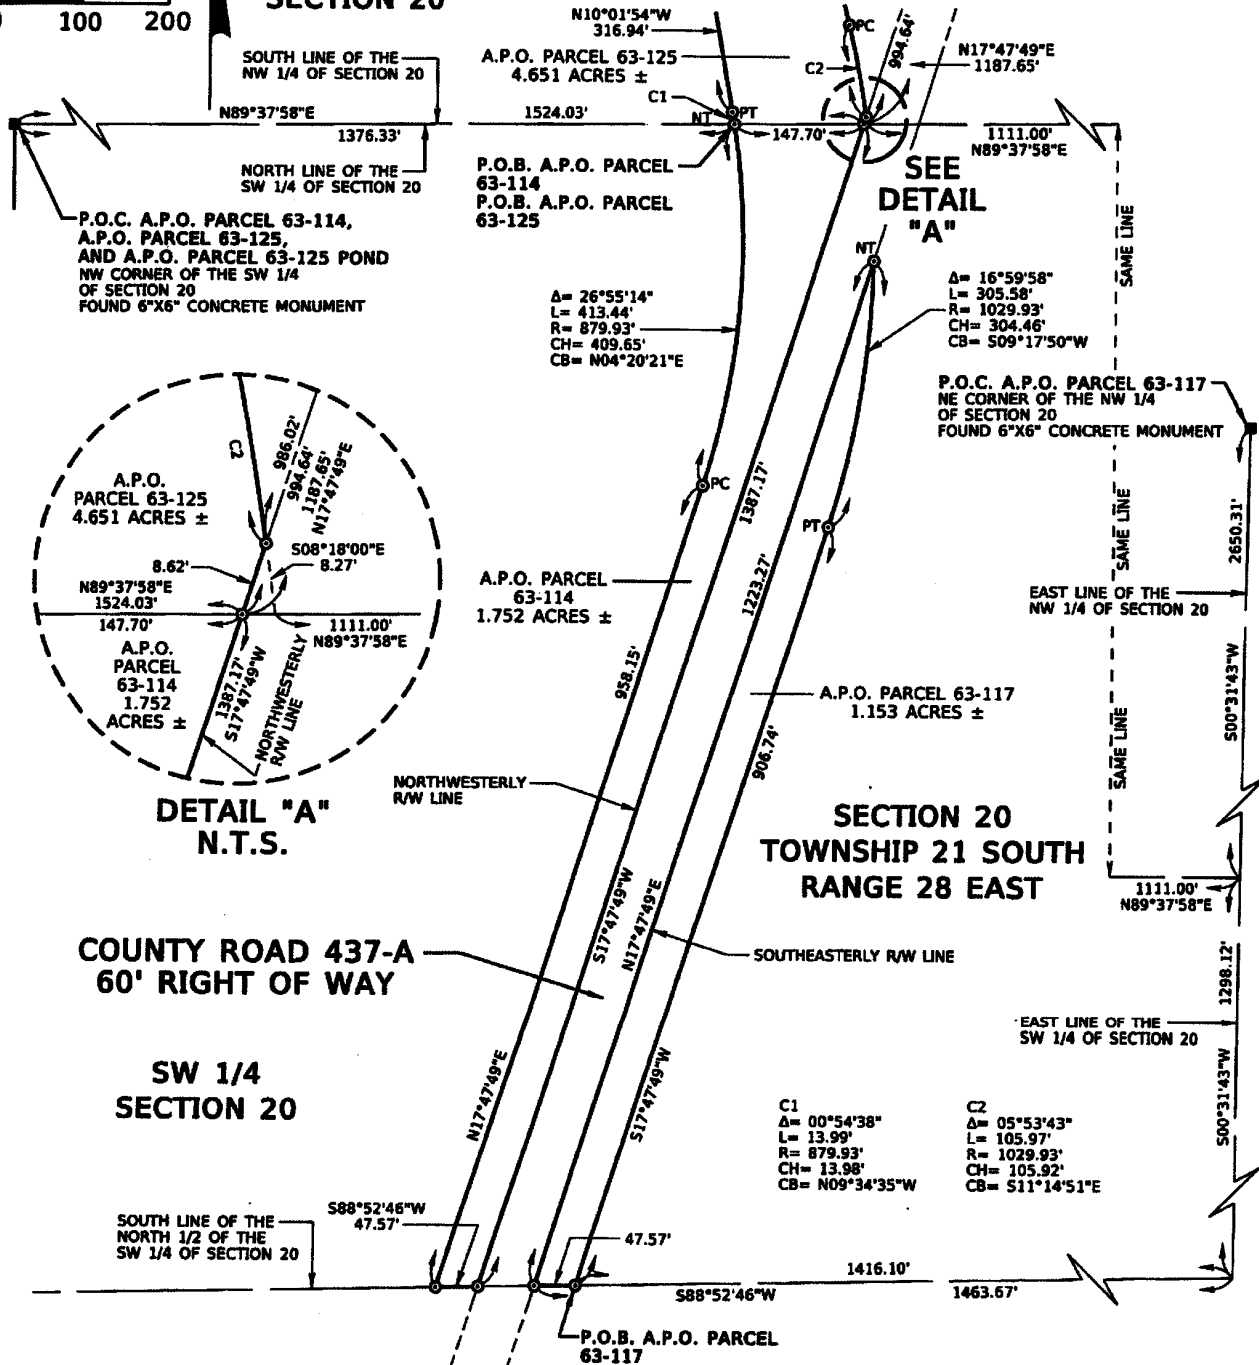 100 200
SECTION 20
SOUTH LINE OF THE
NW 1/4 OF SECTION 20
N89°37'58"E
1376.33'
1524.03'
NORTH LINE OF THE
SW 1/4 OF SECTION 20
N10°01'54"W
316.94'
A.P.O. PARCEL 63-125
4.651 ACRES ±
C1
NT
PT
C2
PC
994.64'
N17°47'49"E
1187.65'
147.70'
1111.00'
N89°37'58"E
P.O.B. A.P.O. PARCEL
63-114
P.O.B. A.P.O. PARCEL
63-125
SEE
DETAIL
"A"
P.O.C. A.P.O. PARCEL 63-114,
A.P.O. PARCEL 63-125,
AND A.P.O. PARCEL 63-125 POND
NW CORNER OF THE SW 1/4
OF SECTION 20
FOUND 6"X6" CONCRETE MONUMENT
Δ= 26°55'14"
L= 413.44'
R= 879.93'
CH= 409.65'
CB= N04°20'21"E
NT
Δ= 16°59'58"
L= 305.58'
R= 1029.93'
CH= 304.46'
CB= S09°17'50"W
SAME LINE
P.O.C. A.P.O. PARCEL 63-117
NE CORNER OF THE NW 1/4
OF SECTION 20
FOUND 6"X6" CONCRETE MONUMENT
C2
986.02'
994.64'
1187.65'
N17°47'49"E
A.P.O.
PARCEL 63-125
4.651 ACRES ±
S08°18'00"E
8.27'
8.62'
N89°37'58"E
1524.03'
147.70'
1111.00'
N89°37'58"E
A.P.O.
PARCEL
63-114
1.752
ACRES ±
1387.17'
S17°47'49"W
NORTHWESTERLY
R/W LINE
DETAIL "A"
N.T.S.
PC
PT
1387.17'
1223.27'
SAME LINE
2650.31'
A.P.O. PARCEL
63-114
1.752 ACRES ±
EAST LINE OF THE
NW 1/4 OF SECTION 20
958.15'
A.P.O. PARCEL 63-117
1.153 ACRES ±
906.74'
S00°31'43"W
SAME LINE
NORTHWESTERLY
R/W LINE
SECTION 20
TOWNSHIP 21 SOUTH
RANGE 28 EAST
1111.00'
N89°37'58"E
S17°47'49"W
N17°47'49"E
COUNTY ROAD 437-A
60' RIGHT OF WAY
SOUTHEASTERLY R/W LINE
1298.12'
EAST LINE OF THE
SW 1/4 OF SECTION 20
S00°31'43"W
SW 1/4
SECTION 20
N17°47'49"E
S17°47'49"W
C1
Δ= 00°54'38"
L= 13.99'
R= 879.93'
CH= 13.98'
CB= N09°34'35"W
C2
Δ= 05°53'43"
L= 105.97'
R= 1029.93'
CH= 105.92'
CB= S11°14'51"E
SOUTH LINE OF THE
NORTH 1/2 OF THE
SW 1/4 OF SECTION 20
S88°52'46"W
47.57'
47.57'
1416.10'
S88°52'46"W
1463.67'
P.O.B. A.P.O. PARCEL
63-117